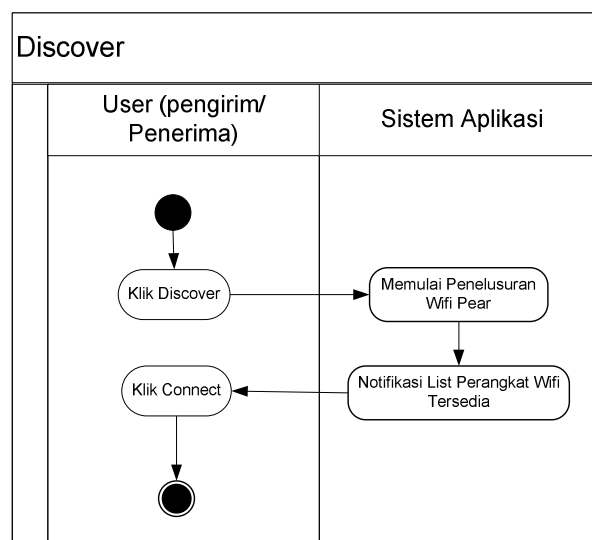 Discover
User (pengirim/
Penerima)
Sistem Aplikasi
Klik Discover
Memulai Penelusuran
Wifi Pear
Notifikasi List Perangkat Wifi
Tersedia
Klik Connect